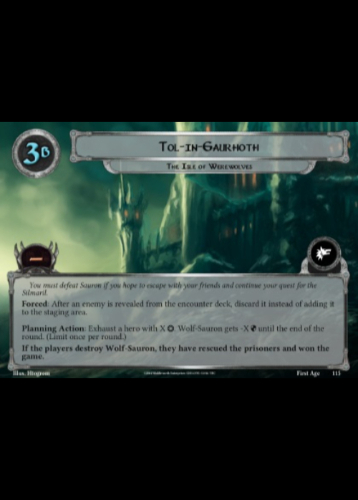 3B
Tol-in-Gaurhoth
The Isle of Werewolves
–
You must defeat Sauron if you hope to escape with your friends and continue your quest for the
Silmaril.
Forced: After an enemy is revealed from the encounter deck, discard it instead of adding it
to the staging area.
Planning Action: Exhaust a hero with X. Wolf-Sauron gets -X until the end of the
round. (Limit once per round.)
If the players destroy Wolf-Sauron, they have rescued the prisoners and won the
game.
Illus.
First Age 115